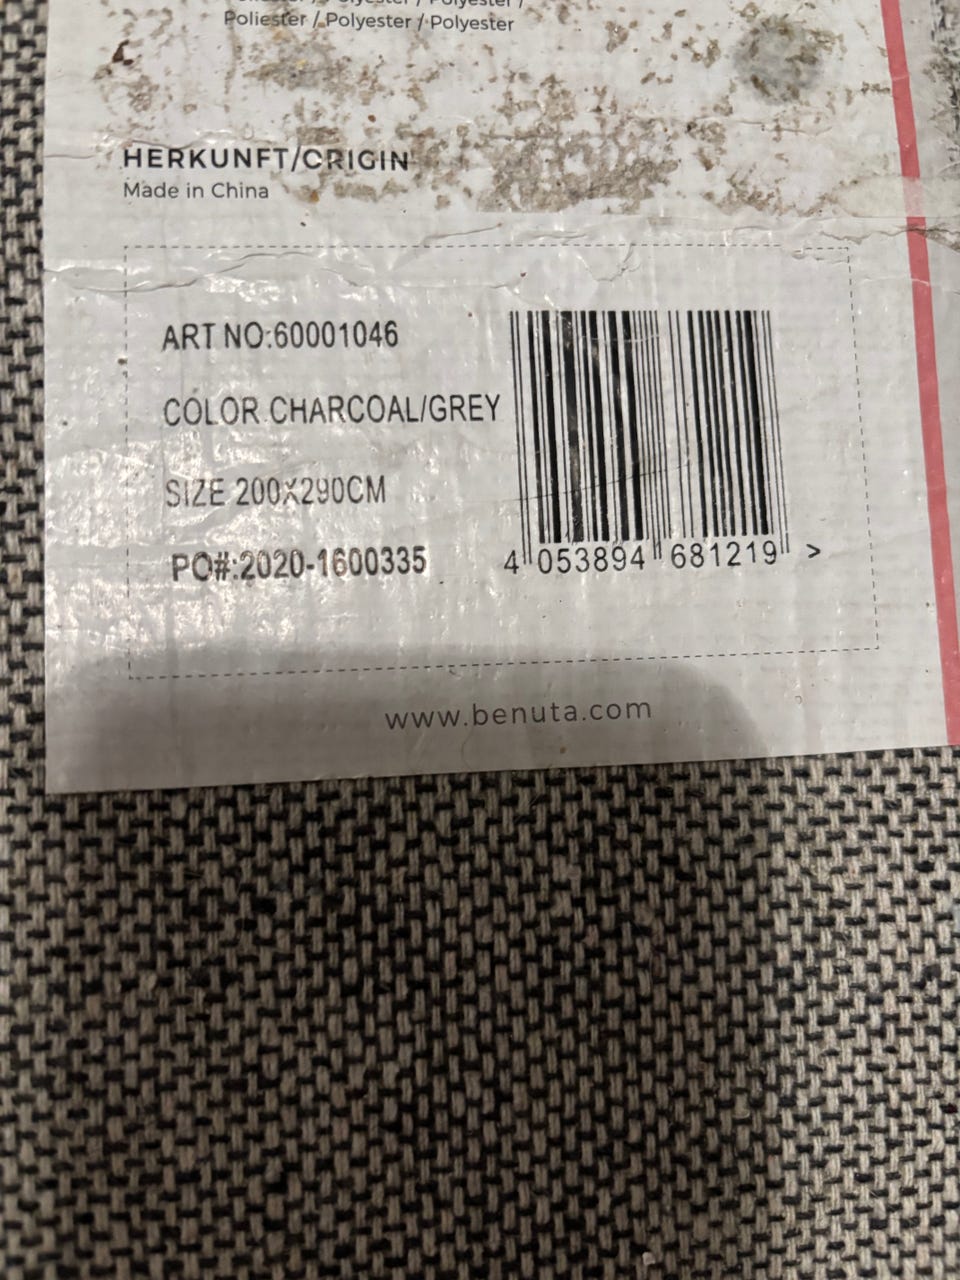 Poliester / Polyester / Polyester
HERKUNFT/ORIGIN
Made in China
ART NO:60001046
COLOR:CHARCOAL/GREY
SIZE 200X290CM
PO#:2020-1600335
4 053894 681219 >
www.benuta.com